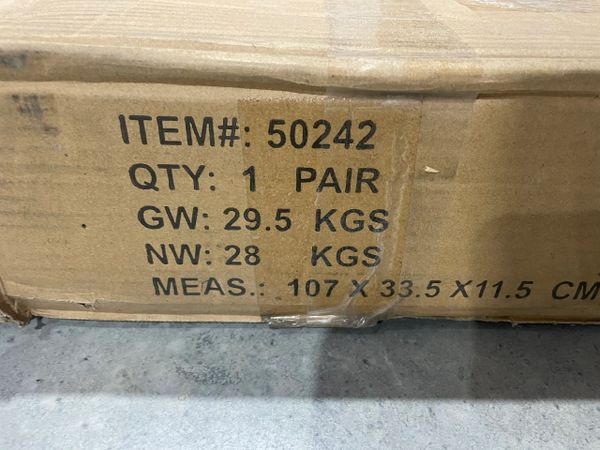 ITEM#: 50242
QTY: 1 PAIR
GW: 29.5 KGS
NW: 28 KGS
MEAS.: 107 X 33.5 X11.5 CM